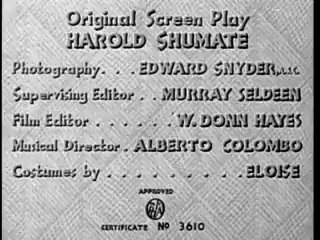 Original Screen Play
HAROLD SHUMATE
Photography. . . EDWARD SNYDER, A.S.C.
Supervising Editor . . MURRAY SELDEEN
Film Editor . . . . . . W. DONN HAYES
Musical Director . ALBERTO COLOMBO
Costumes by . . . . . . . . . . ELOISE
APPROVED
CERTIFICATE Nº 3610